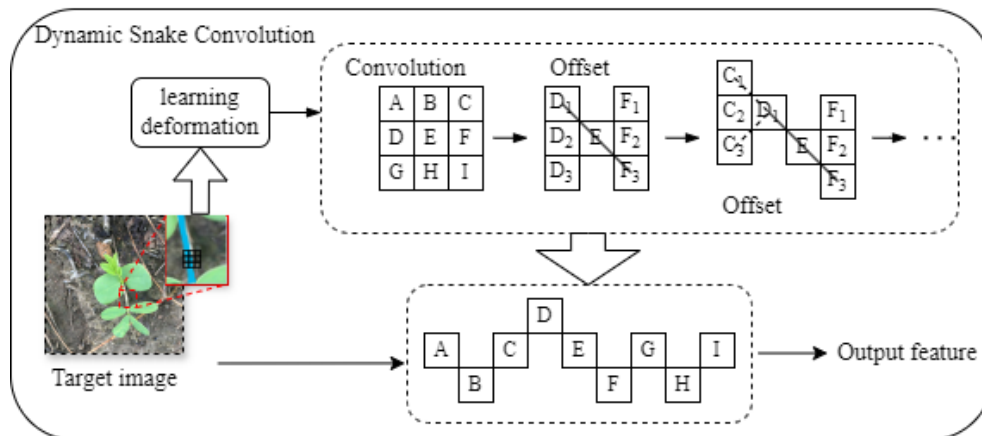 Dynamic Snake Convolution
learning
deformation
Convolution
A B C
D E F
G H I
Offset
D1 F1
D2 E F2
D3 F3
C1
C2 D1 F1
C3 E F2
F3
Offset
...
Target image
D
A C E G I
B F H
Output feature